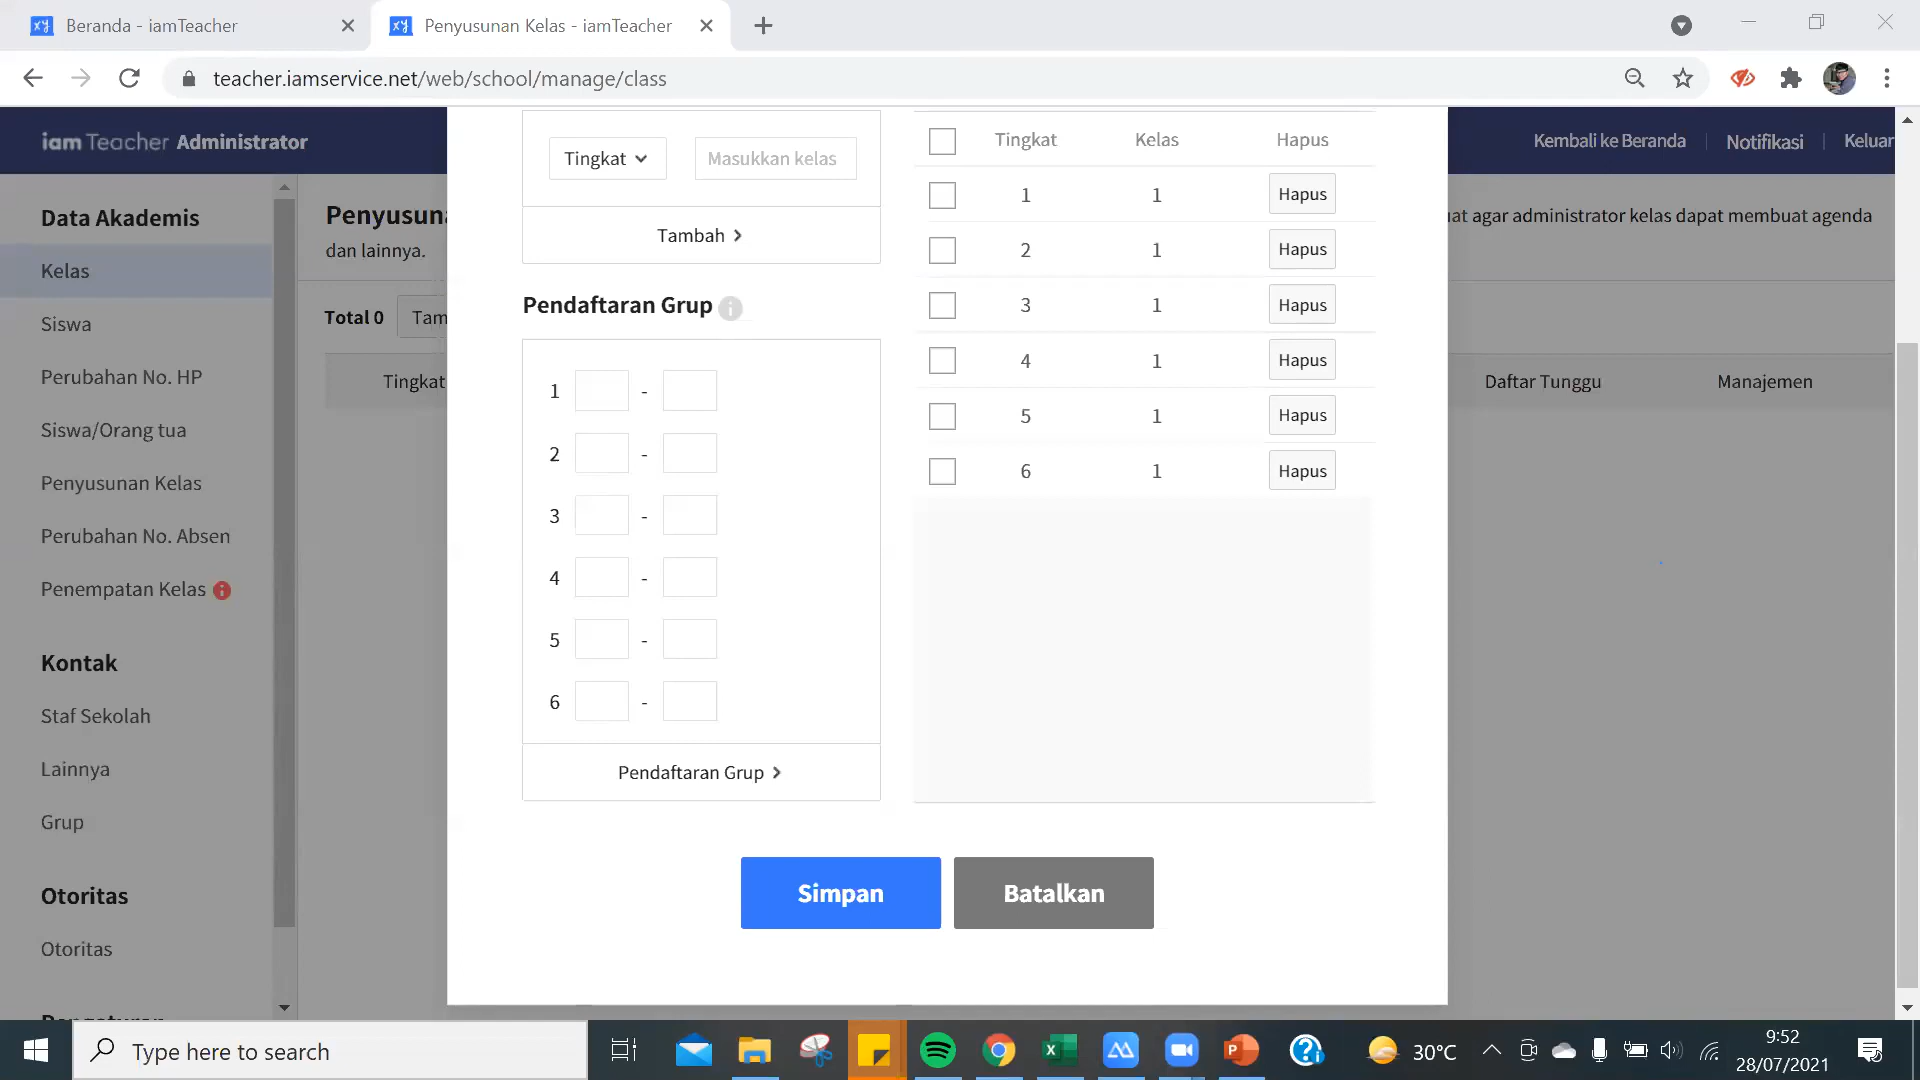 Beranda - iamTeacher
Penyusunan Kelas - iamTeacher
teacher.iamservice.net/web/school/manage/class
iam Teacher Administrator
Kembali ke Beranda
Notifikasi
Keluar
Data Akademis
Kelas
Siswa
Perubahan No. HP
Siswa/Orang tua
Penyusunan Kelas
Perubahan No. Absen
Penempatan Kelas
Kontak
Staf Sekolah
Lainnya
Grup
Otoritas
Otoritas
agar administrator kelas dapat membuat agenda
dan lainnya.
Total 0
Tingkat
Daftar Tunggu
Manajemen
Tingkat
Masukkan kelas
Tambah >
Pendaftaran Grup
1 -
2 -
3 -
4 -
5 -
6 -
Pendaftaran Grup >
Tingkat Kelas Hapus
1 1 Hapus
2 1 Hapus
3 1 Hapus
4 1 Hapus
5 1 Hapus
6 1 Hapus
Simpan
Batalkan
Type here to search
30°C
9:52
28/07/2021